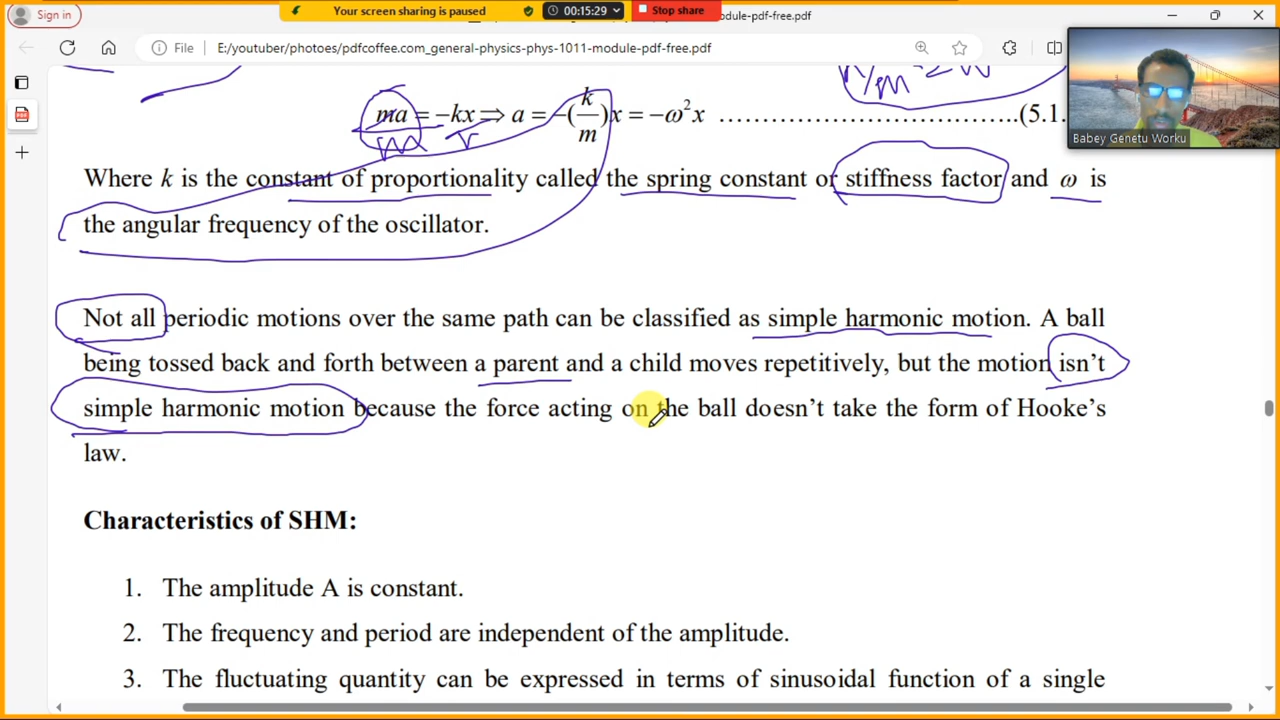 Sign in
Your screen sharing is paused
00:15:29
Stop share
odule-pdf-free.pdf
File
E:/youtuber/photoes/pdfcoffee.com_general-physics-phys-1011-module-pdf-free.pdf
k/m = w
ma = −kx ⇒ a = −(k/m)x = −ω²x ……………………………(5.1.
m
Babey Genetu Worku
Where k is the constant of proportionality called the spring constant or stiffness factor and ω is
the angular frequency of the oscillator.
Not all periodic motions over the same path can be classified as simple harmonic motion. A ball
being tossed back and forth between a parent and a child moves repetitively, but the motion isn't
simple harmonic motion because the force acting on the ball doesn't take the form of Hooke's
law.
Characteristics of SHM:
1. The amplitude A is constant.
2. The frequency and period are independent of the amplitude.
3. The fluctuating quantity can be expressed in terms of sinusoidal function of a single